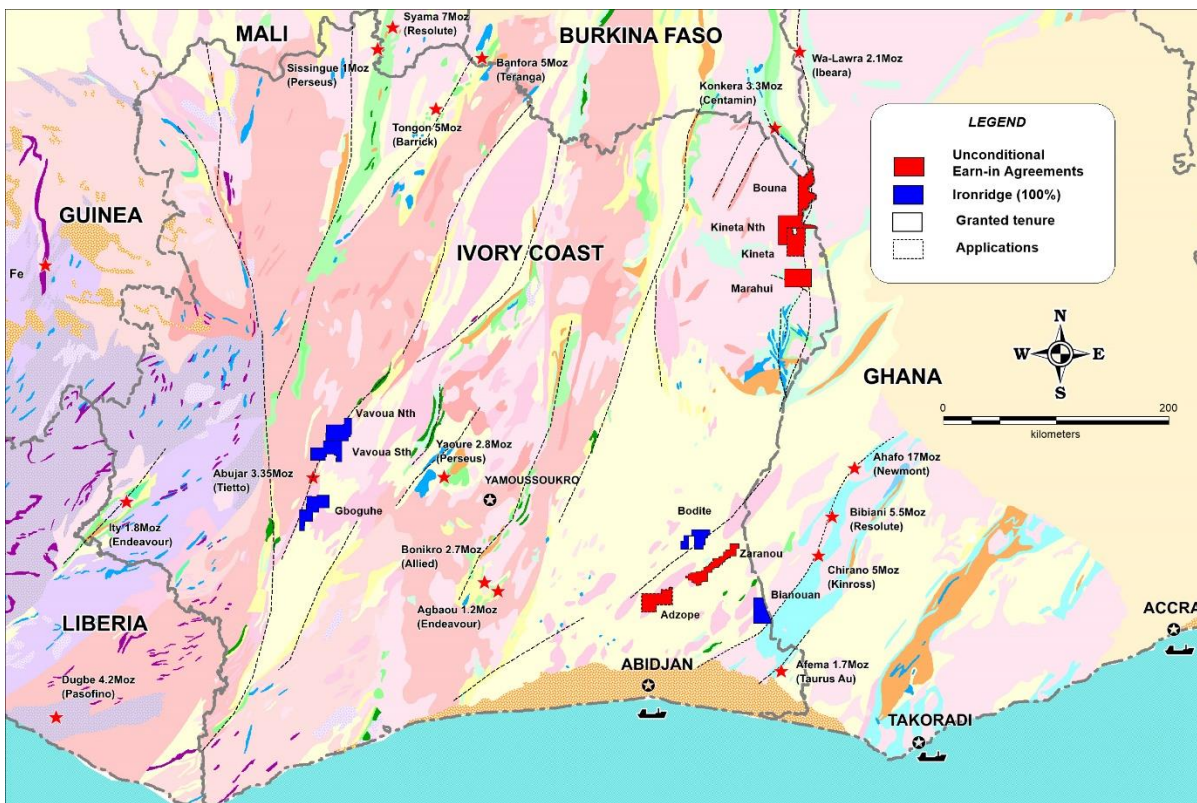 MALI
Syama 7Moz
(Resolute)
BURKINA FASO
Sissingue 1Moz
(Perseus)
Banfora 5Moz
(Teranga)
Wa-Lawra 2.1Moz
(Ibeara)
Konkera 3.3Moz
(Centamin)
Tongon 5Moz
(Barrick)
LEGEND
Unconditional
Earn-in Agreements
Ironridge (100%)
Granted tenure
Applications
Bouna
GUINEA
Kineta Nth
IVORY COAST
Kineta
Fe
Marahui
N
W
E
S
GHANA
0
200
kilometers
Vavoua Nth
Vavoua Sth
Yaoure 2.8Moz
(Perseus)
Abujar 3.35Moz
(Tietto)
YAMOUSSOUKRO
Ahafo 17Moz
(Newmont)
Gboguhe
Bodite
Bibiani 5.5Moz
(Resolute)
Ity 1.8Moz
(Endeavour)
Bonikro 2.7Moz
(Allied)
Zaranou
Chirano 5Moz
(Kinross)
Agbaou 1.2Moz
(Endeavour)
Adzope
Bianouan
LIBERIA
ACCRA
ABIDJAN
Afema 1.7Moz
(Taurus Au)
Dugbe 4.2Moz
(Pasofino)
TAKORADI